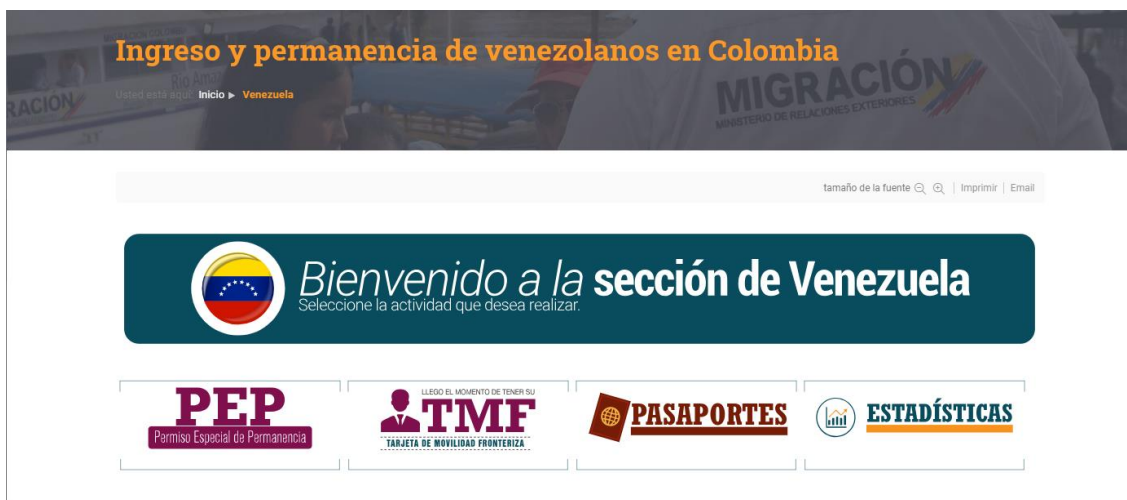 Ingreso y permanencia de venezolanos en Colombia
Usted está aquí: Inicio ▸ Venezuela
RACIÓN
MIGRACIÓN
MINISTERIO DE RELACIONES EXTERIORES
tamaño de la fuente | Imprimir | Email
Bienvenido a la sección de Venezuela
Seleccione la actividad que desea realizar.
PEP
Permiso Especial de Permanencia
LLEGO EL MOMENTO DE TENER SU
TMF
TARJETA DE MOVILIDAD FRONTERIZA
PASAPORTES
ESTADÍSTICAS